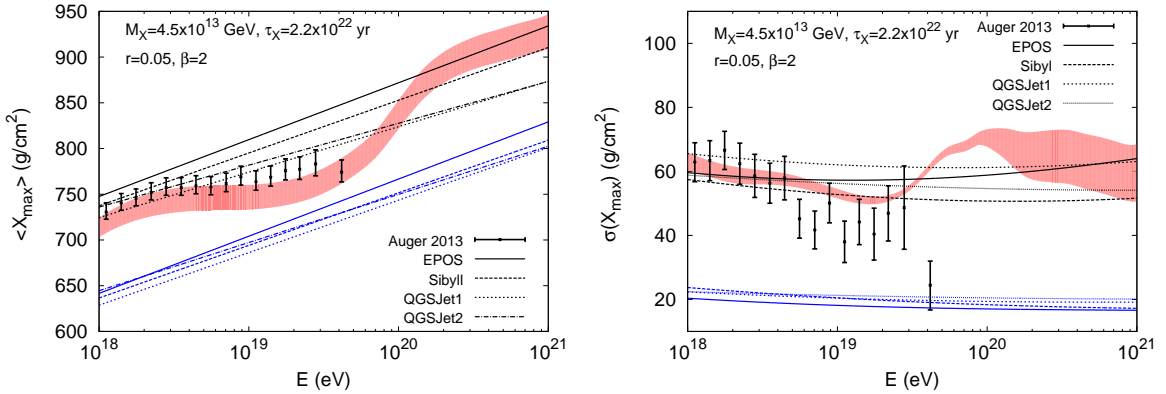 M_X=4.5x10^13 GeV, τ_X=2.2x10^22 yr
r=0.05, β=2
<X_max> (g/cm^2)
950
900
850
800
750
700
650
600
Auger 2013
EPOS
Sibyll
QGSJet1
QGSJet2
10^18
10^19
10^20
10^21
E (eV)
M_X=4.5x10^13 GeV, τ_X=2.2x10^22 yr
r=0.05, β=2
Auger 2013
EPOS
Sibyl
QGSJet1
QGSJet2
σ(X_max) (g/cm^2)
100
80
60
40
20
10^18
10^19
10^20
10^21
E (eV)